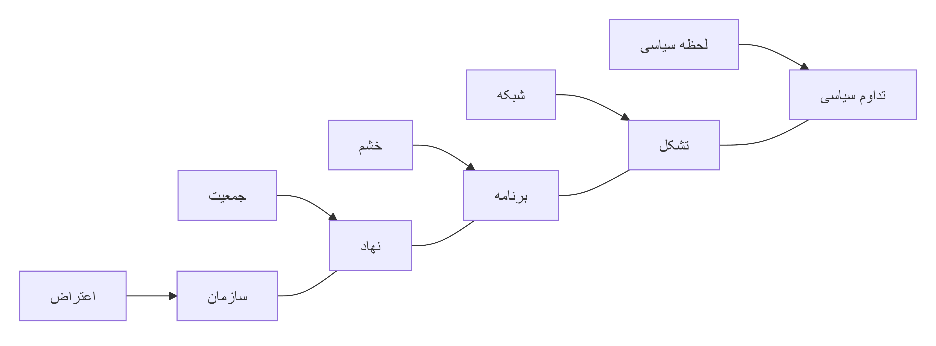 لحظه سیاسی
تداوم سیاسی
شبکه
تشکل
خشم
برنامه
جمعیت
نهاد
اعتراض
سازمان